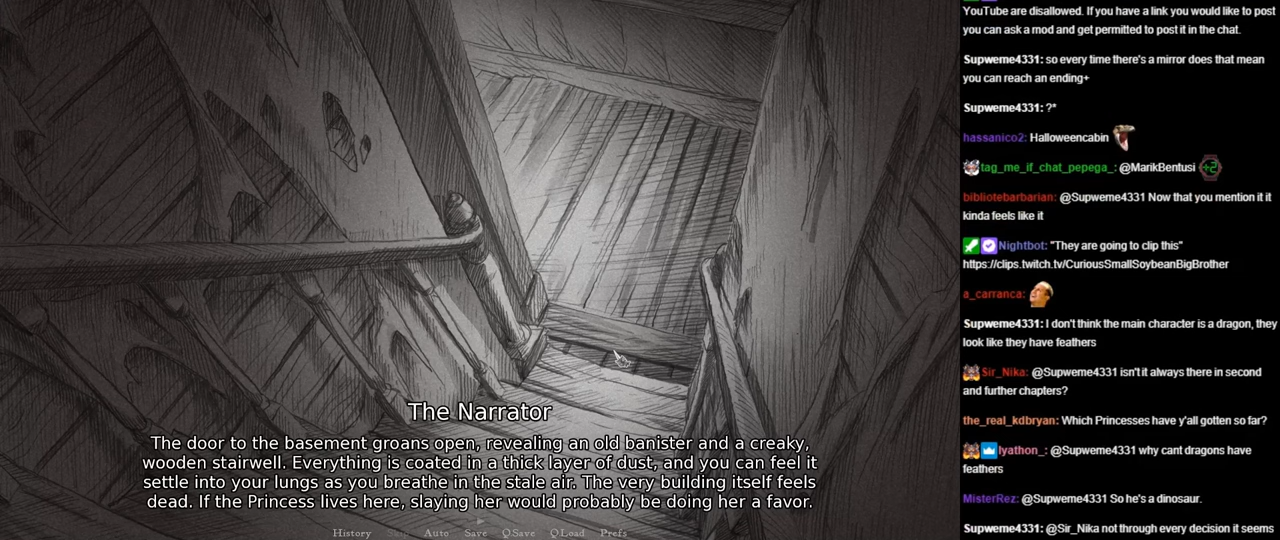 The Narrator
The door to the basement groans open, revealing an old banister and a creaky,
wooden stairwell. Everything is coated in a thick layer of dust, and you can feel it
settle into your lungs as you breathe in the stale air. The very building itself feels
dead. If the Princess lives here, slaying her would probably be doing her a favor.
History Skip Auto Save Q.Save Q.Load Prefs
YouTube are disallowed. If you have a link you would like to post
you can ask a mod and get permitted to post it in the chat.
Supweme4331: so every time there's a mirror does that mean
you can reach an ending+
Supweme4331: ?*
hassanico2: Halloweencabin
tag_me_if_chat_pepega_: @MarikBentusi +2
bibliotebarbarian: @Supweme4331 Now that you mention it it
kinda feels like it
Nightbot: "They are going to clip this"
https://clips.twitch.tv/CuriousSmallSoybeanBigBrother
a_carranca:
Supweme4331: I don't think the main character is a dragon, they
look like they have feathers
Sir_Nika: @Supweme4331 isn't it always there in second
and further chapters?
the_real_kdbryan: Which Princesses have y'all gotten so far?
lyathon_: @Supweme4331 why cant dragons have
feathers
MisterRez: @Supweme4331 So he's a dinosaur.
Supweme4331: @Sir_Nika not through every decision it seems